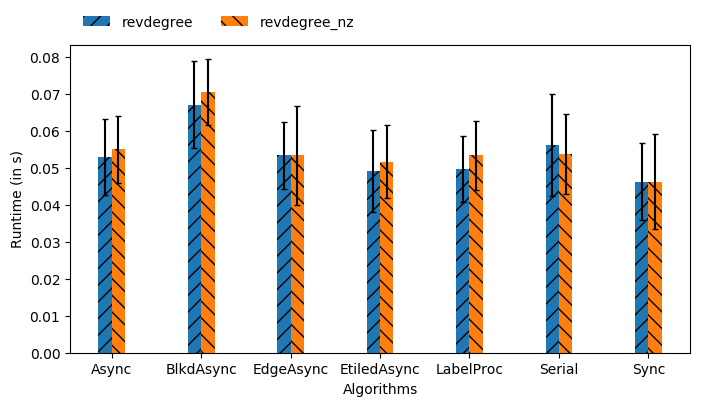 revdegree revdegree_nz
0.08
0.07
0.06
0.05
0.04
0.03
0.02
0.01
0.00
Runtime (in s)
Async BlkdAsync EdgeAsync EtiledAsync LabelProc Serial Sync
Algorithms